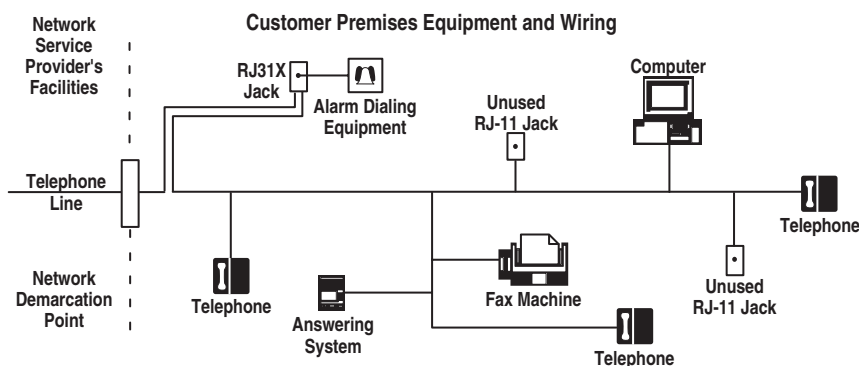 Customer Premises Equipment and Wiring
Network
Service
Provider's
Facilities
RJ31X
Jack
Alarm Dialing
Equipment
Unused
RJ-11 Jack
Computer
Telephone
Line
Telephone
Network
Demarcation
Point
Telephone
Answering
System
Fax Machine
Unused
RJ-11 Jack
Telephone